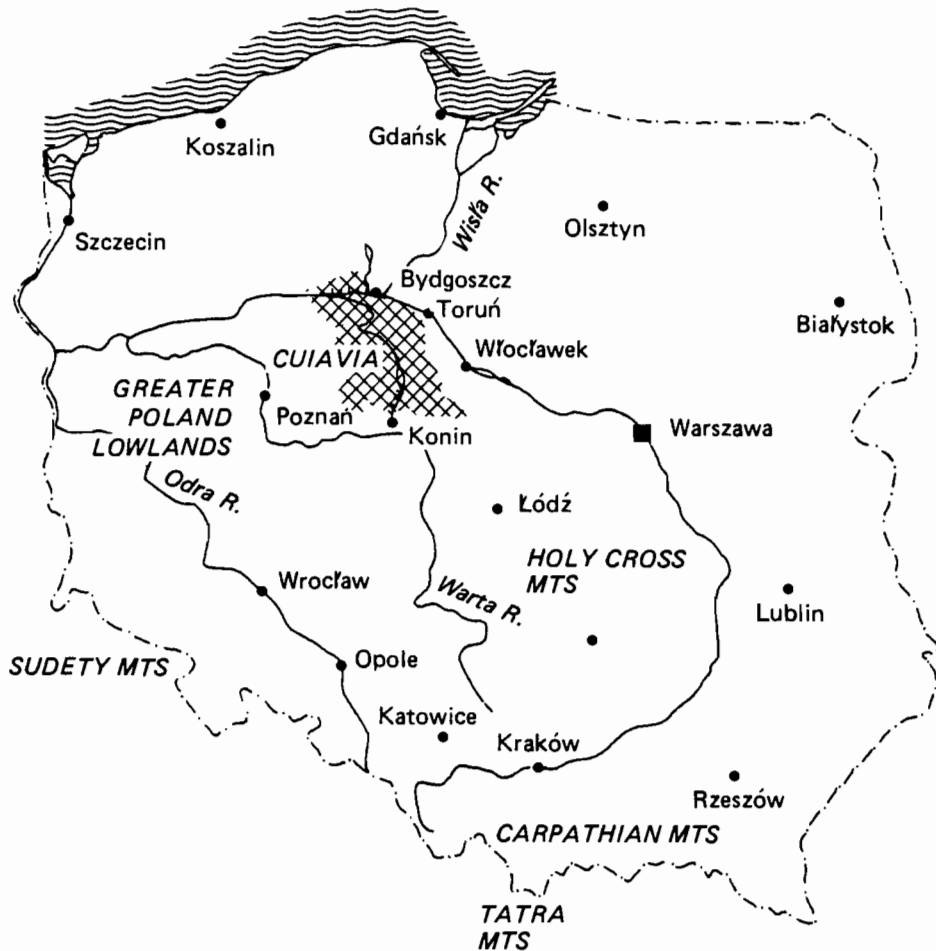 Koszalin
Gdańsk
Wisła R.
Olsztyn
Szczecin
Bydgoszcz
Toruń
Białystok
Włocławek
CUIAVIA
GREATER
POLAND
LOWLANDS
Poznań
Konin
Warszawa
Odra R.
Łódź
HOLY CROSS
MTS
Wrocław
Warta R.
Lublin
SUDETY MTS
Opole
Katowice
Kraków
Rzeszów
CARPATHIAN MTS
TATRA
MTS